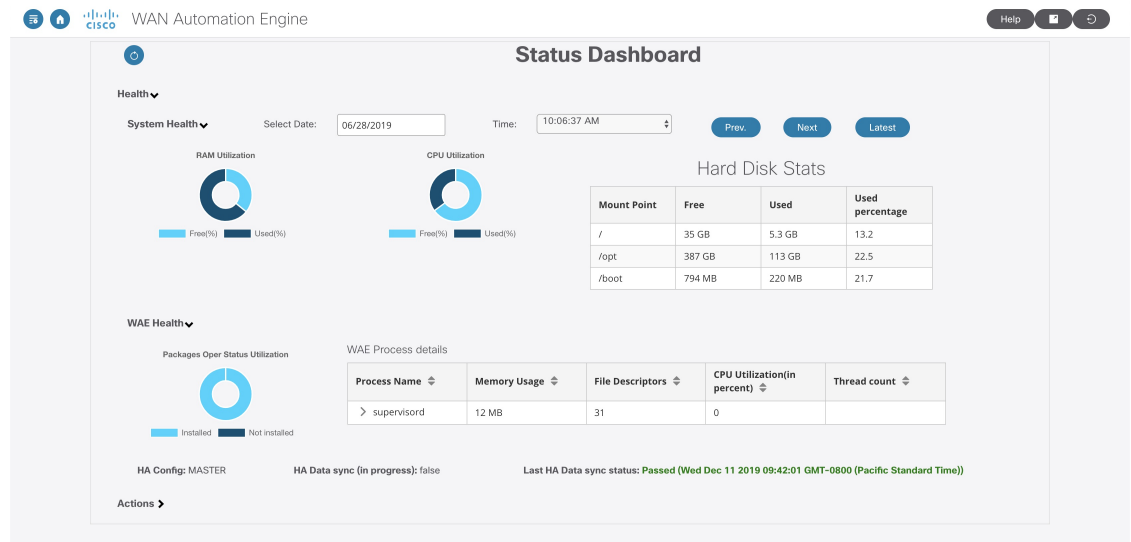 CISCO WAN Automation Engine Help
Status Dashboard
Health
System Health Select Date: 06/28/2019 Time: 10:06:37 AM Prev. Next Latest
RAM Utilization
Free(%) Used(%)
CPU Utilization
Free(%) Used(%)
Hard Disk Stats
Mount Point Free Used Used percentage
/ 35 GB 5.3 GB 13.2
/opt 387 GB 113 GB 22.5
/boot 794 MB 220 MB 21.7
WAE Health
Packages Oper Status Utilization
Installed Not installed
WAE Process details
Process Name Memory Usage File Descriptors CPU Utilization(in percent) Thread count
supervisord 12 MB 31 0
HA Config: MASTER HA Data sync (in progress): false Last HA Data sync status: Passed (Wed Dec 11 2019 09:42:01 GMT-0800 (Pacific Standard Time))
Actions